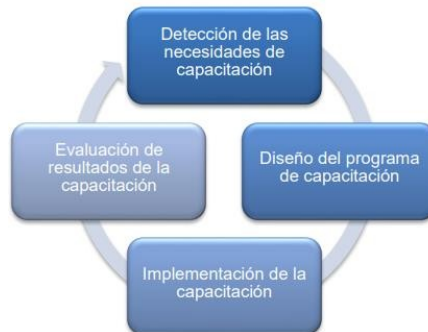 Detección de las
necesidades de
capacitación
Diseño del programa
de capacitación
Implementación de la
capacitación
Evaluación de
resultados de la
capacitación